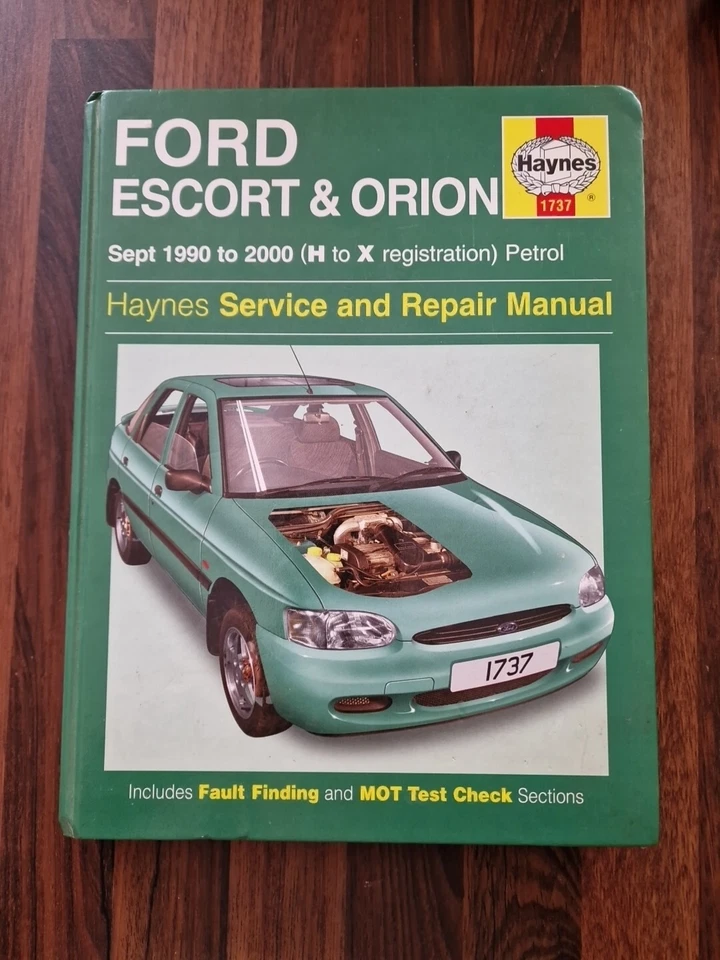 FORD
ESCORT & ORION
Haynes
1737
®
Sept 1990 to 2000 (H to X registration) Petrol
Haynes Service and Repair Manual
1737
Includes Fault Finding and MOT Test Check Sections